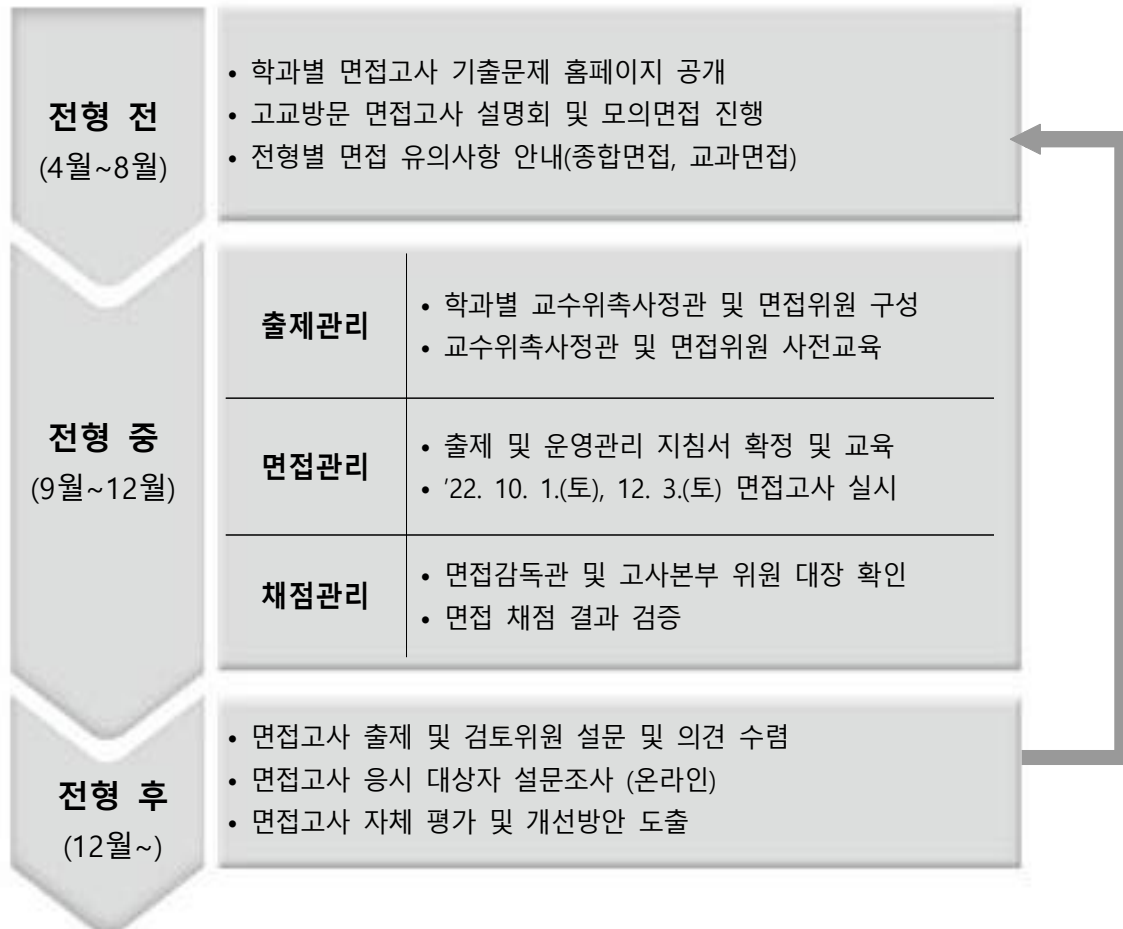 전형 전
(4월~8월)
• 학과별 면접고사 기출문제 홈페이지 공개
• 고교방문 면접고사 설명회 및 모의면접 진행
• 전형별 면접 유의사항 안내(종합면접, 교과면접)
전형 중
(9월~12월)
출제관리
• 학과별 교수위촉사정관 및 면접위원 구성
• 교수위촉사정관 및 면접위원 사전교육
면접관리
• 출제 및 운영관리 지침서 확정 및 교육
• '22. 10. 1.(토), 12. 3.(토) 면접고사 실시
채점관리
• 면접감독관 및 고사본부 위원 대장 확인
• 면접 채점 결과 검증
전형 후
(12월~)
• 면접고사 출제 및 검토위원 설문 및 의견 수렴
• 면접고사 응시 대상자 설문조사 (온라인)
• 면접고사 자체 평가 및 개선방안 도출